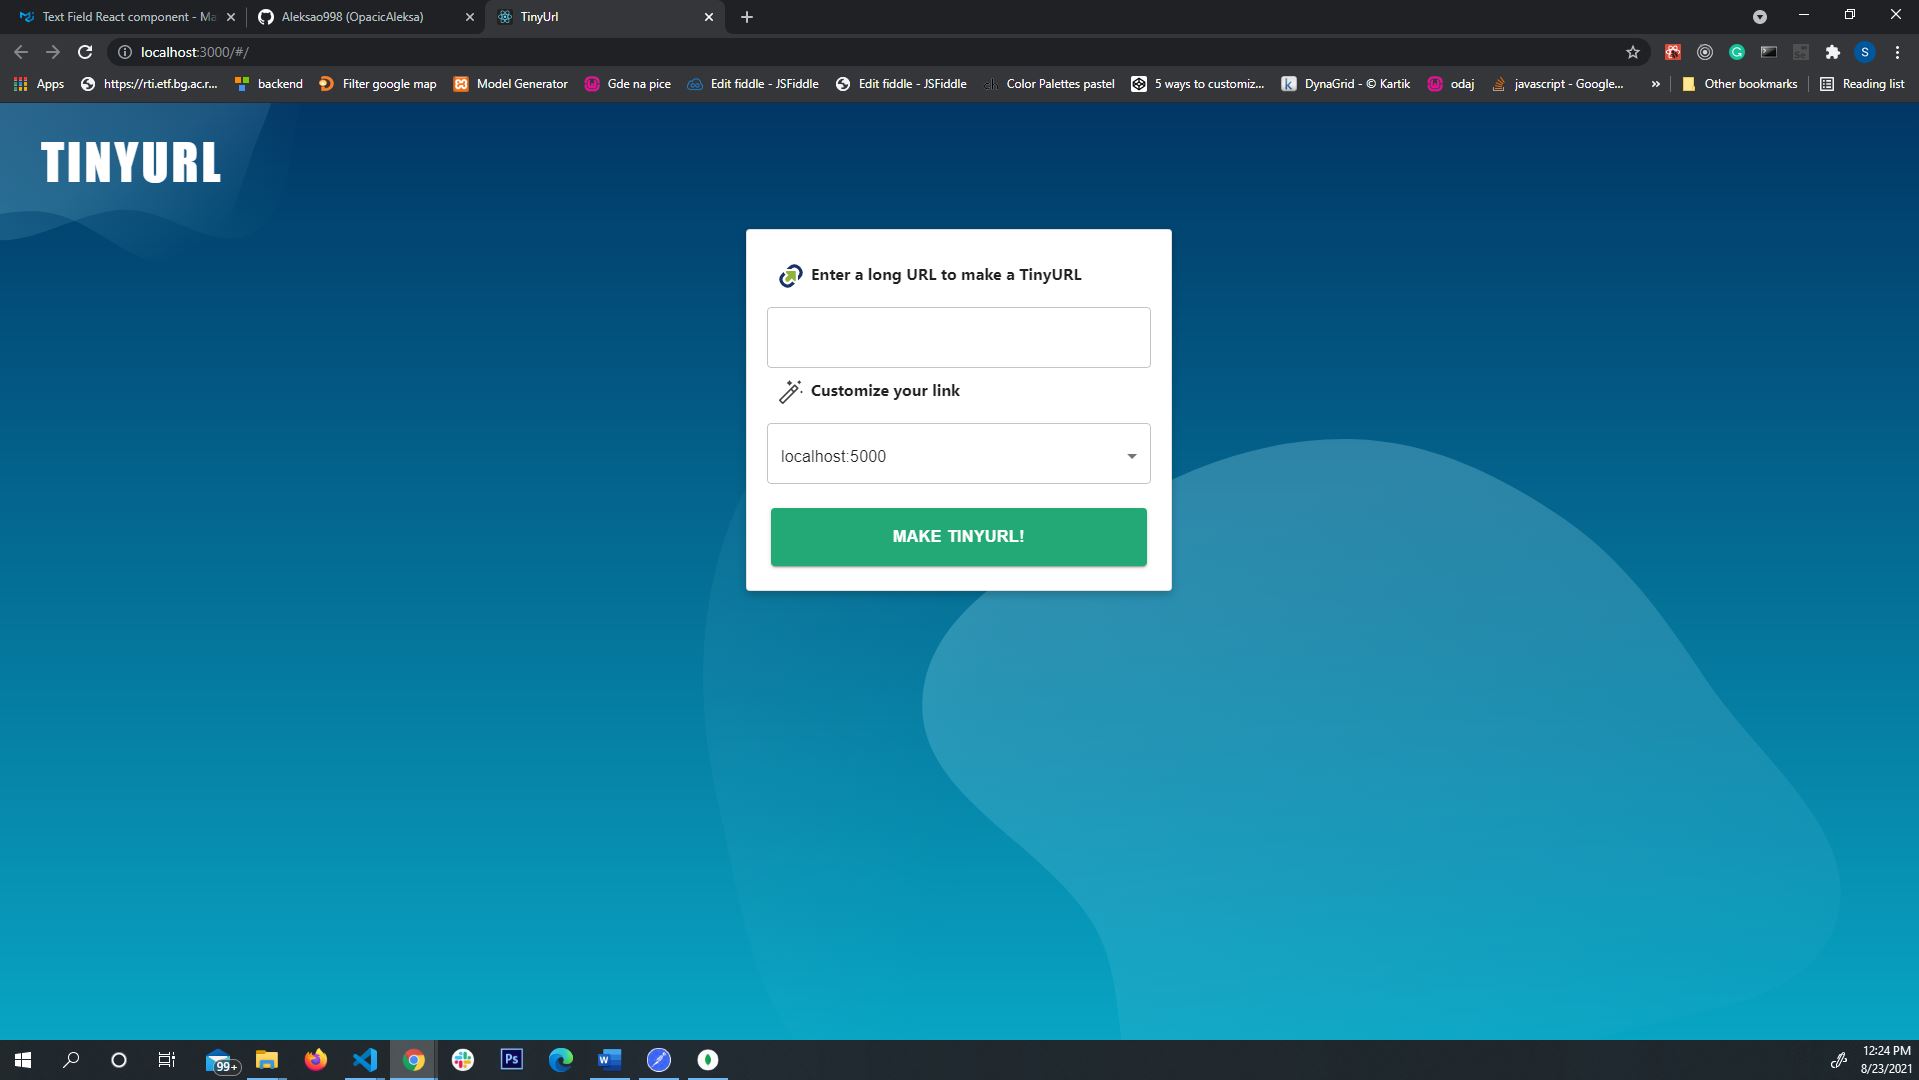 Text Field React component - Ma
Aleksao998 (OpacicAleksa)
TinyUrl
localhost:3000/#/
S
Apps
https://rti.etf.bg.ac.r...
backend
Filter google map
Model Generator
Gde na pice
Edit fiddle - JSFiddle
Edit fiddle - JSFiddle
Color Palettes pastel
5 ways to customiz...
DynaGrid - © Kartik
odaj
javascript - Google...
»
Other bookmarks
Reading list
TINYURL
Enter a long URL to make a TinyURL
Customize your link
localhost:5000
MAKE TINYURL!
99+
Ps
W
12:24 PM
8/23/2021